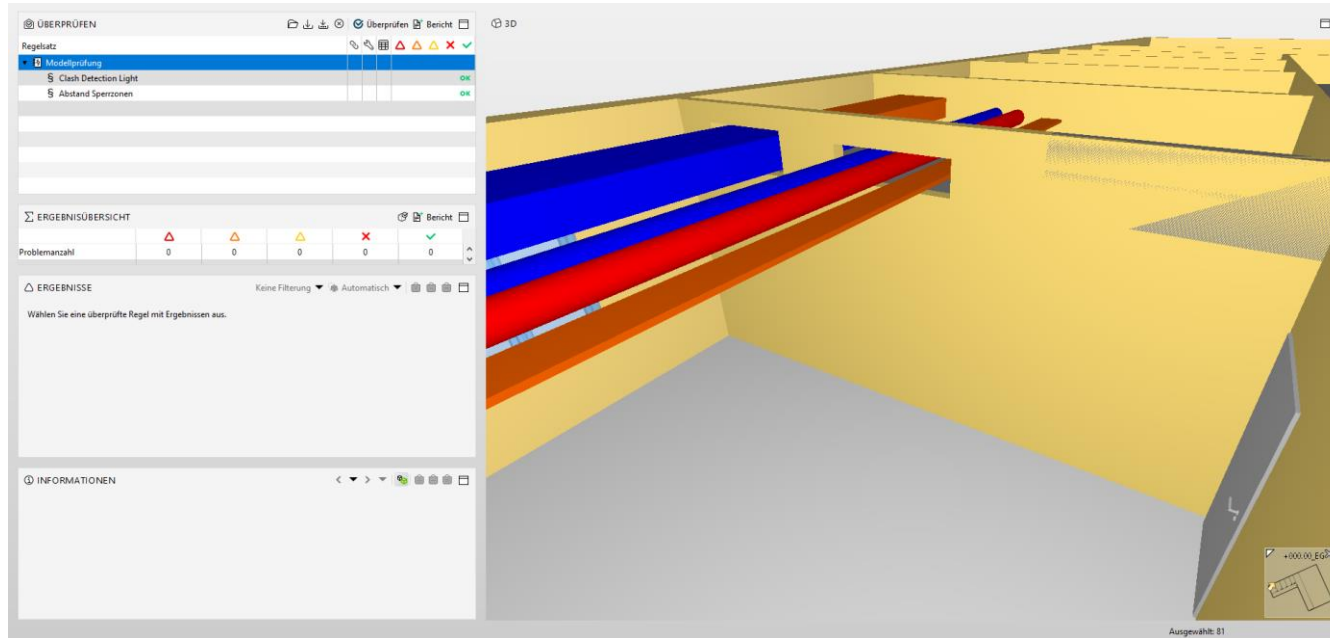 ÜBERPRÜFEN
Überprüfen Bericht
Regelsatz
Modellprüfung
§ Clash Detection Light OK
§ Abstand Sperrzonen OK
∑ ERGEBNISÜBERSICHT Bericht
Problemanzahl 0 0 0 0 0
ERGEBNISSE Keine Filterung Automatisch
Wählen Sie eine überprüfte Regel mit Ergebnissen aus.
INFORMATIONEN
3D
+000.00_EG
Ausgewählt: 81